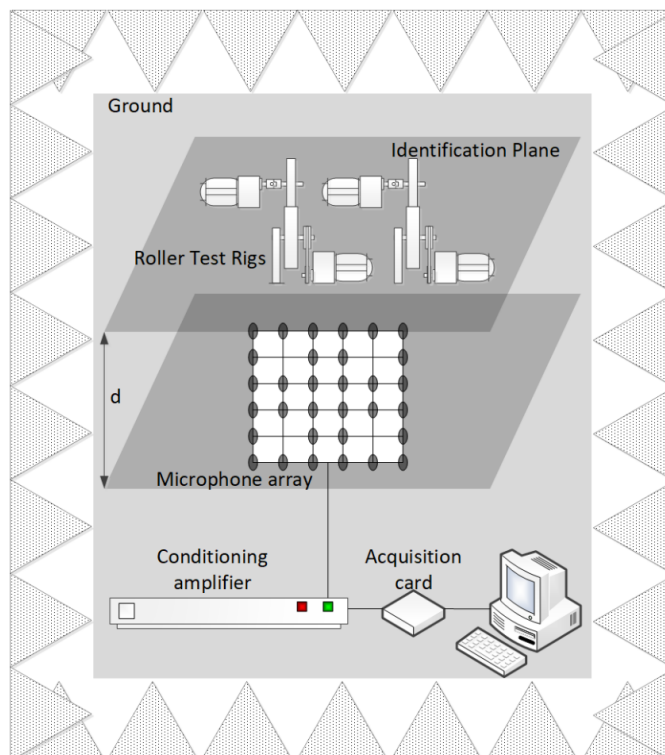 Ground
Identification Plane
Roller Test Rigs
d
Microphone array
Conditioning
amplifier
Acquisition
card